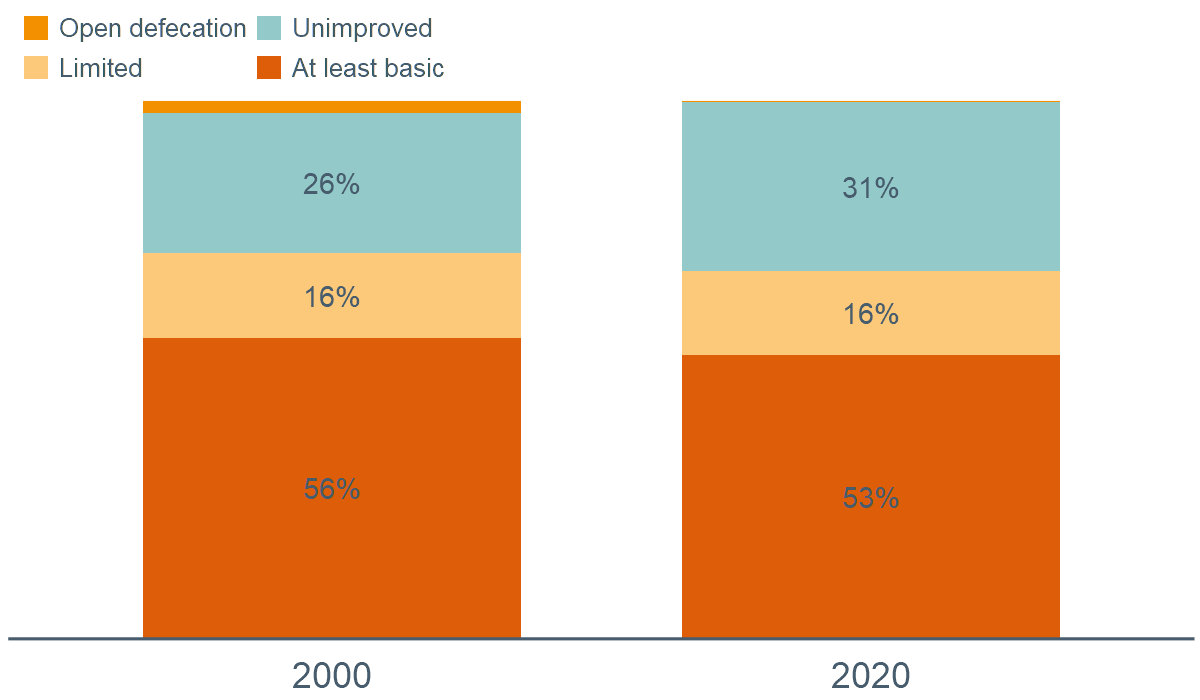 Open defecation Unimproved
Limited At least basic
26% 31%
16% 16%
56% 53%
2000 2020